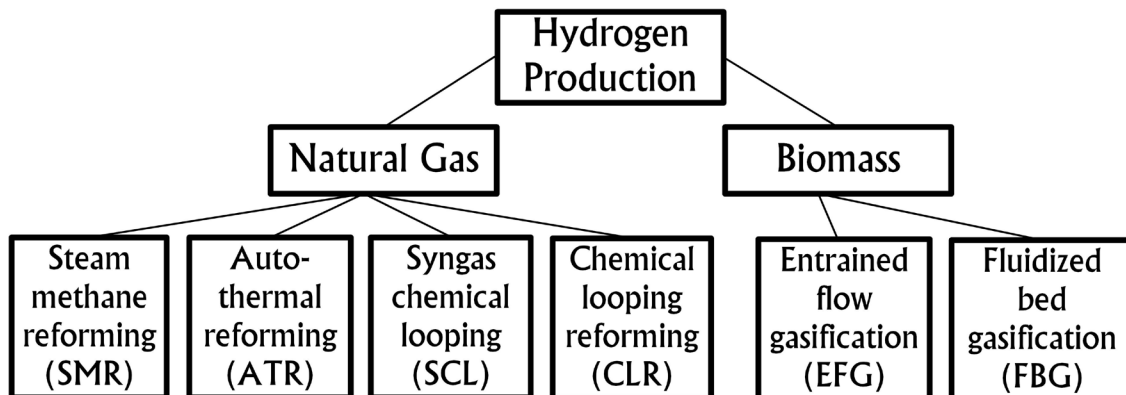 Hydrogen
Production
Natural Gas
Biomass
Steam
methane
reforming
(SMR)
Auto-
thermal
reforming
(ATR)
Syngas
chemical
looping
(SCL)
Chemical
looping
reforming
(CLR)
Entrained
flow
gasification
(EFG)
Fluidized
bed
gasification
(FBG)